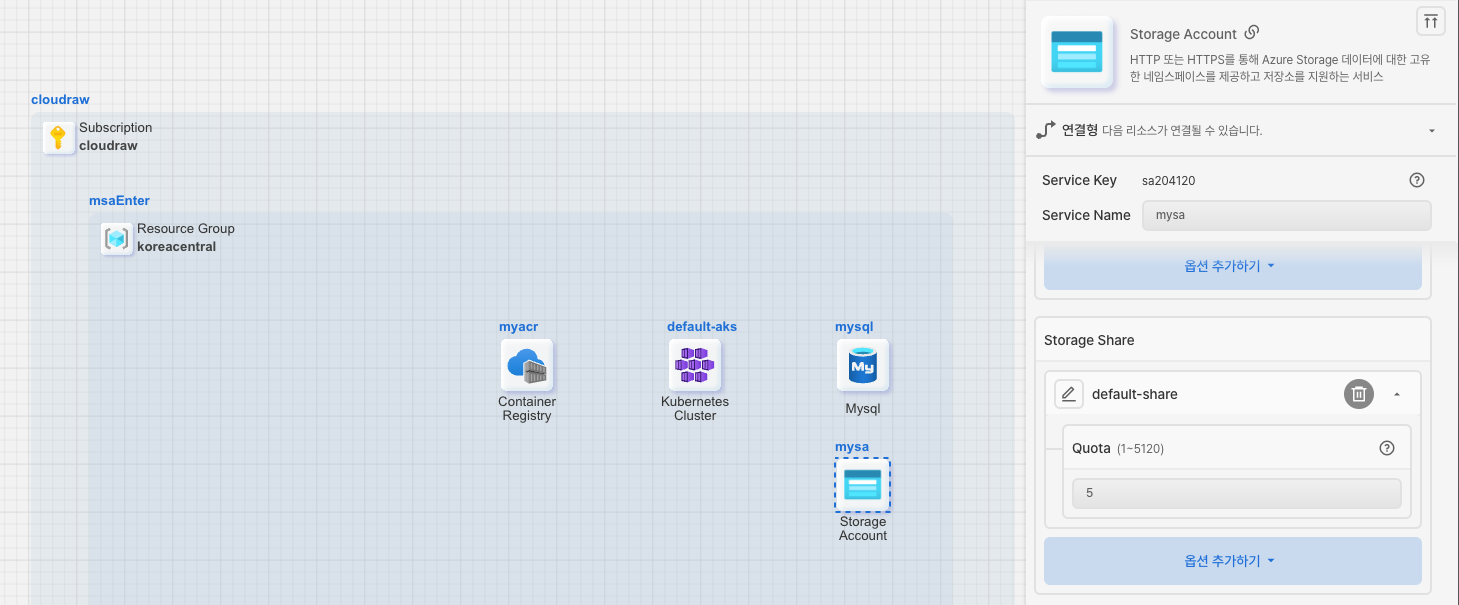 cloudraw
Subscription
cloudraw
msaEnter
Resource Group
koreacentral
myacr
Container
Registry
default-aks
Kubernetes
Cluster
mysql
My
Mysql
mysa
Storage
Account
Storage Account
HTTP 또는 HTTPS를 통해 Azure Storage 데이터에 대한 고유
한 네임스페이스를 제공하고 저장소를 지원하는 서비스
연결형 다음 리소스가 연결될 수 있습니다.
Service Key sa204120
Service Name mysa
옵션 추가하기
Storage Share
default-share
Quota (1~5120)
5
옵션 추가하기